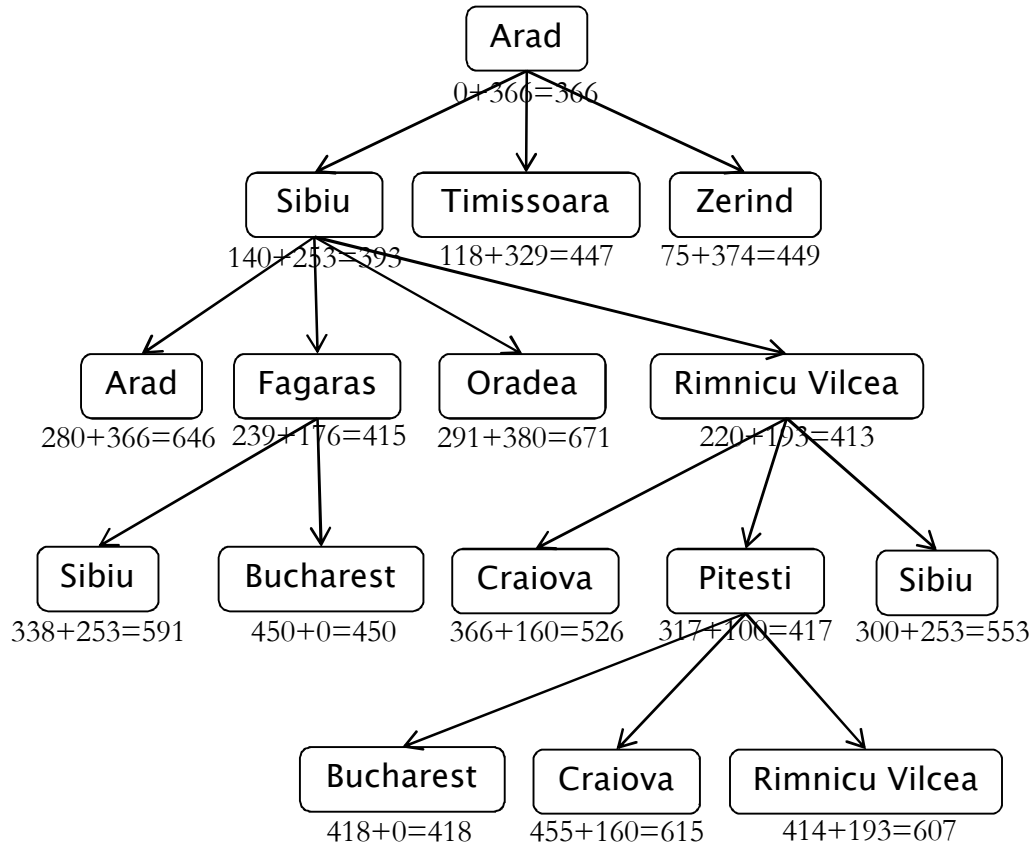 Arad
0+366=366
Sibiu Timissoara Zerind
140+253=393 118+329=447 75+374=449
Arad Fagaras Oradea Rimnicu Vilcea
280+366=646 239+176=415 291+380=671 220+193=413
Sibiu Bucharest Craiova Pitesti Sibiu
338+253=591 450+0=450 366+160=526 317+100=417 300+253=553
Bucharest Craiova Rimnicu Vilcea
418+0=418 455+160=615 414+193=607